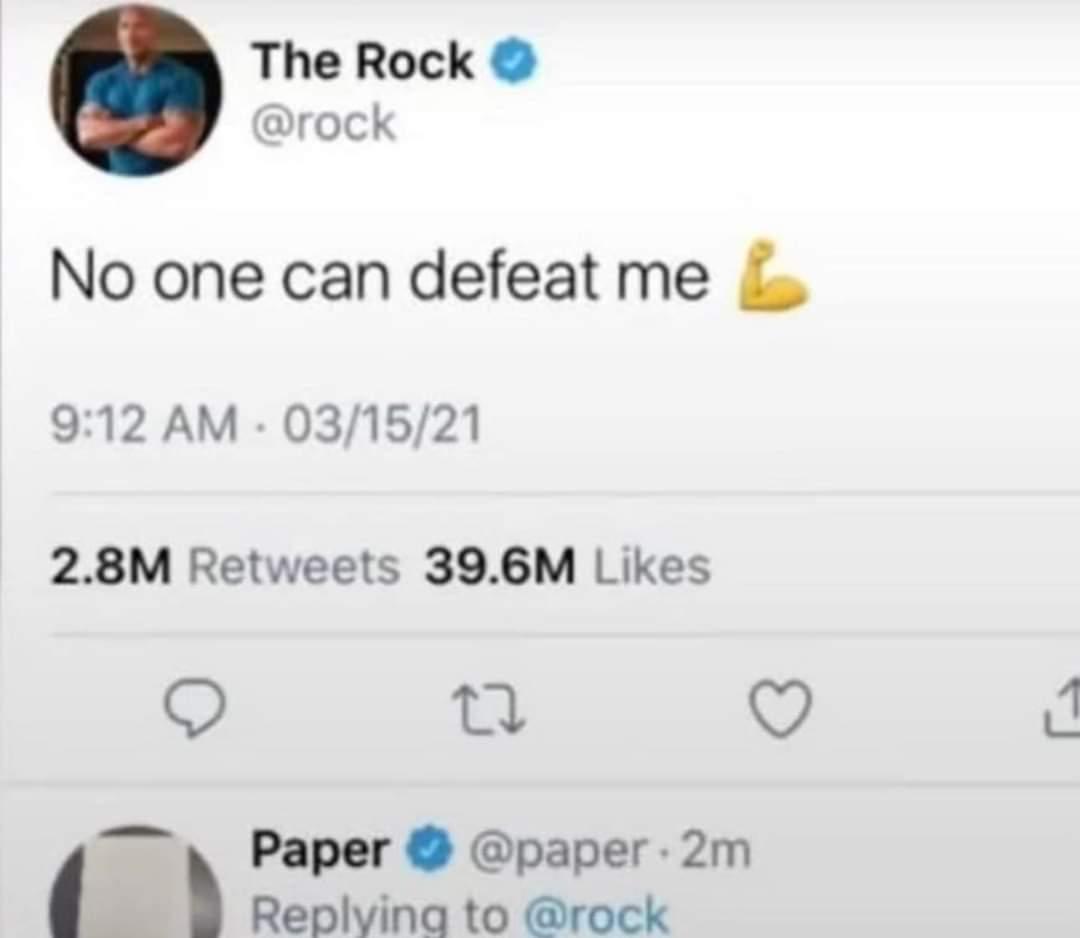 The Rock
@rock
No one can defeat me 💪
9:12 AM · 03/15/21
2.8M Retweets 39.6M Likes
Paper @paper · 2m
Replying to @rock